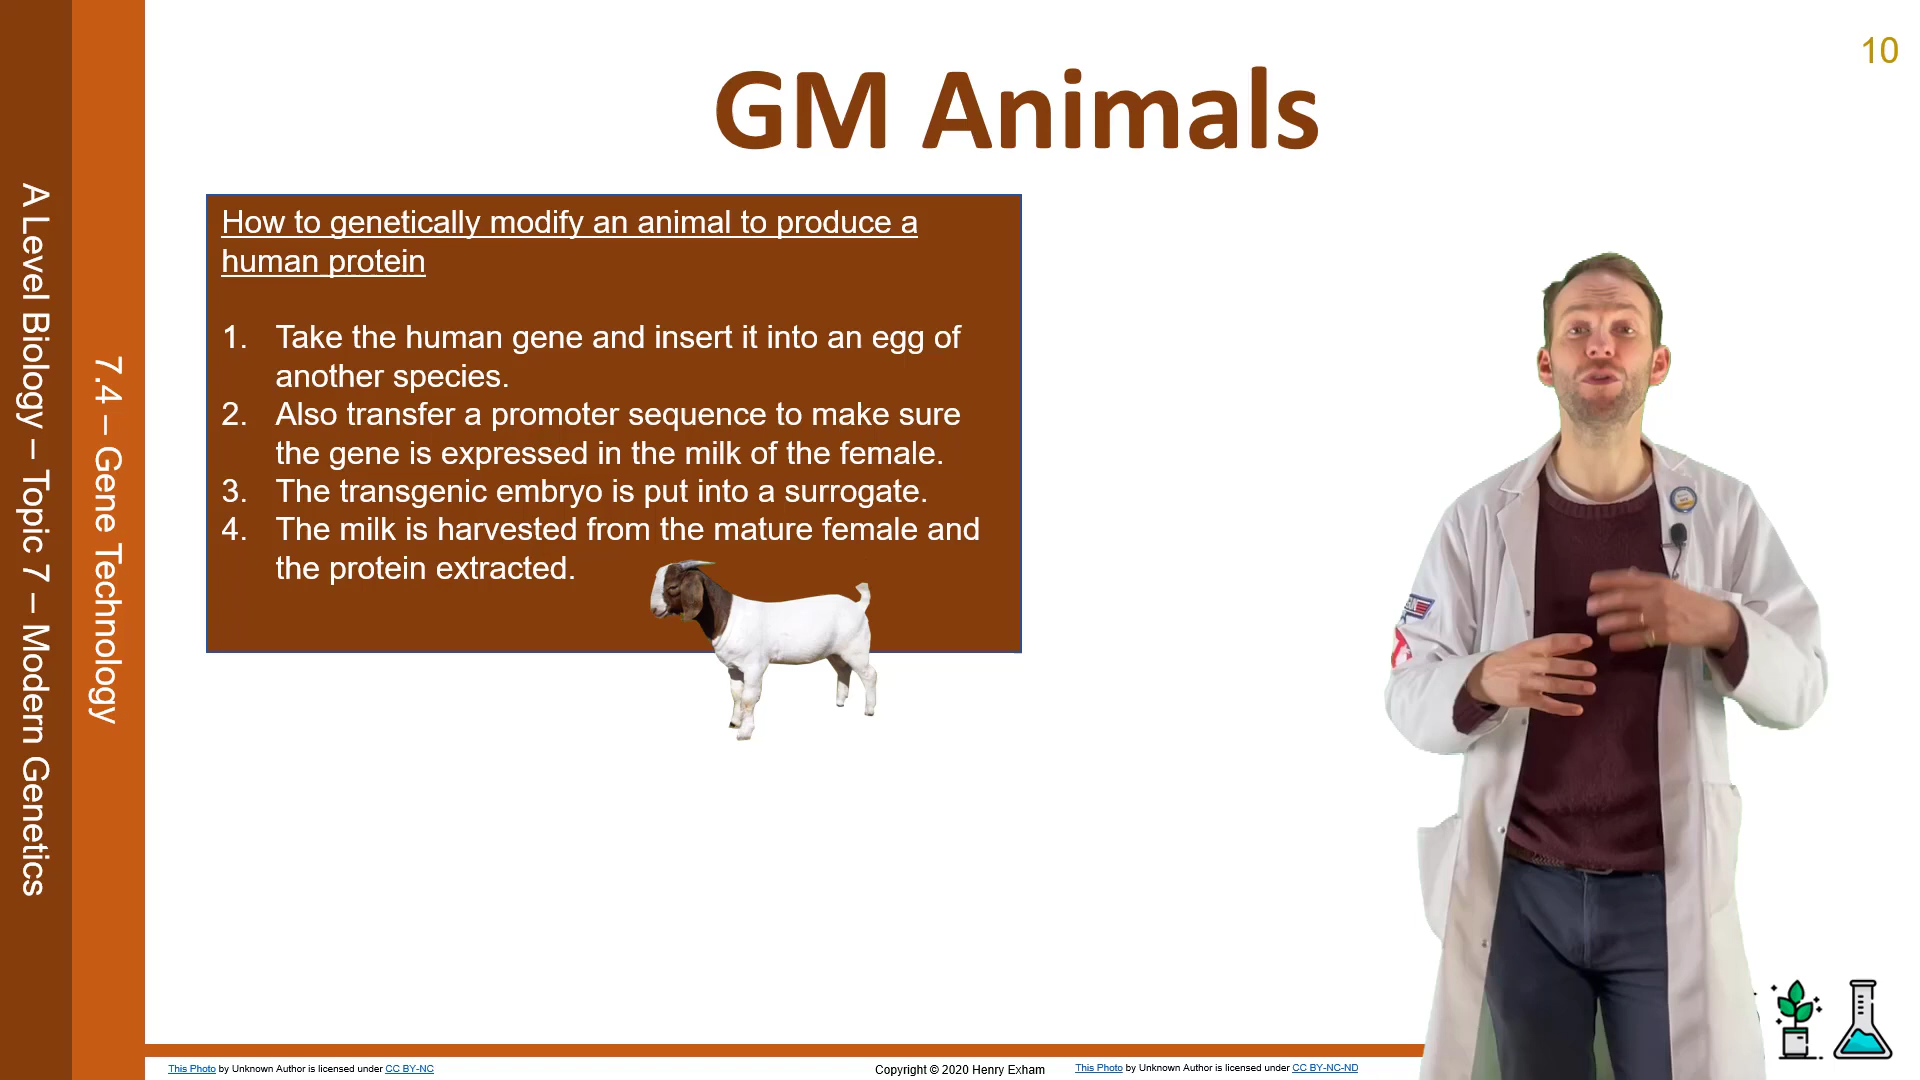 10
GM Animals
A Level Biology – Topic 7 – Modern Genetics
7.4 – Gene Technology
How to genetically modify an animal to produce a
human protein
1. Take the human gene and insert it into an egg of
another species.
2. Also transfer a promoter sequence to make sure
the gene is expressed in the milk of the female.
3. The transgenic embryo is put into a surrogate.
4. The milk is harvested from the mature female and
the protein extracted.
This Photo by Unknown Author is licensed under CC BY-NC
Copyright © 2020 Henry Exham
This Photo by Unknown Author is licensed under CC BY-NC-ND